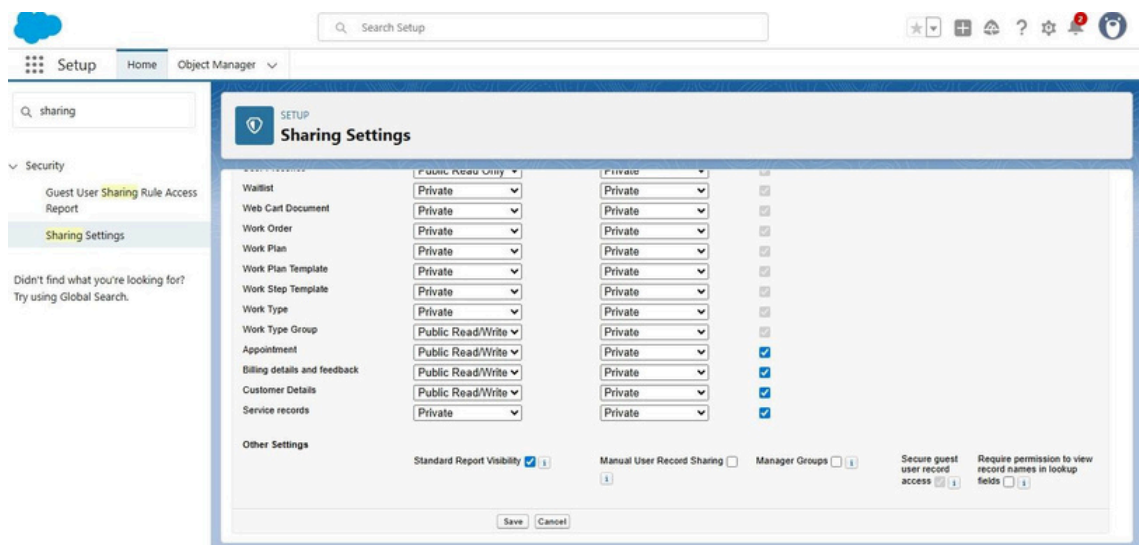 Search Setup
2
Setup
Home
Object Manager
sharing
Security
Guest User Sharing Rule Access
Report
Sharing Settings
Didn't find what you're looking for?
Try using Global Search.
SETUP
Sharing Settings
Public Read Only Private
Waitlist Private Private
Web Cart Document Private Private
Work Order Private Private
Work Plan Private Private
Work Plan Template Private Private
Work Step Template Private Private
Work Type Private Private
Work Type Group Public Read/Write Private
Appointment Public Read/Write Private
Billing details and feedback Public Read/Write Private
Customer Details Public Read/Write Private
Service records Private Private
Other Settings
Standard Report Visibility i
Manual User Record Sharing
i
Manager Groups i
Secure guest
user record
access i
Require permission to view
record names in lookup
fields i
Save Cancel